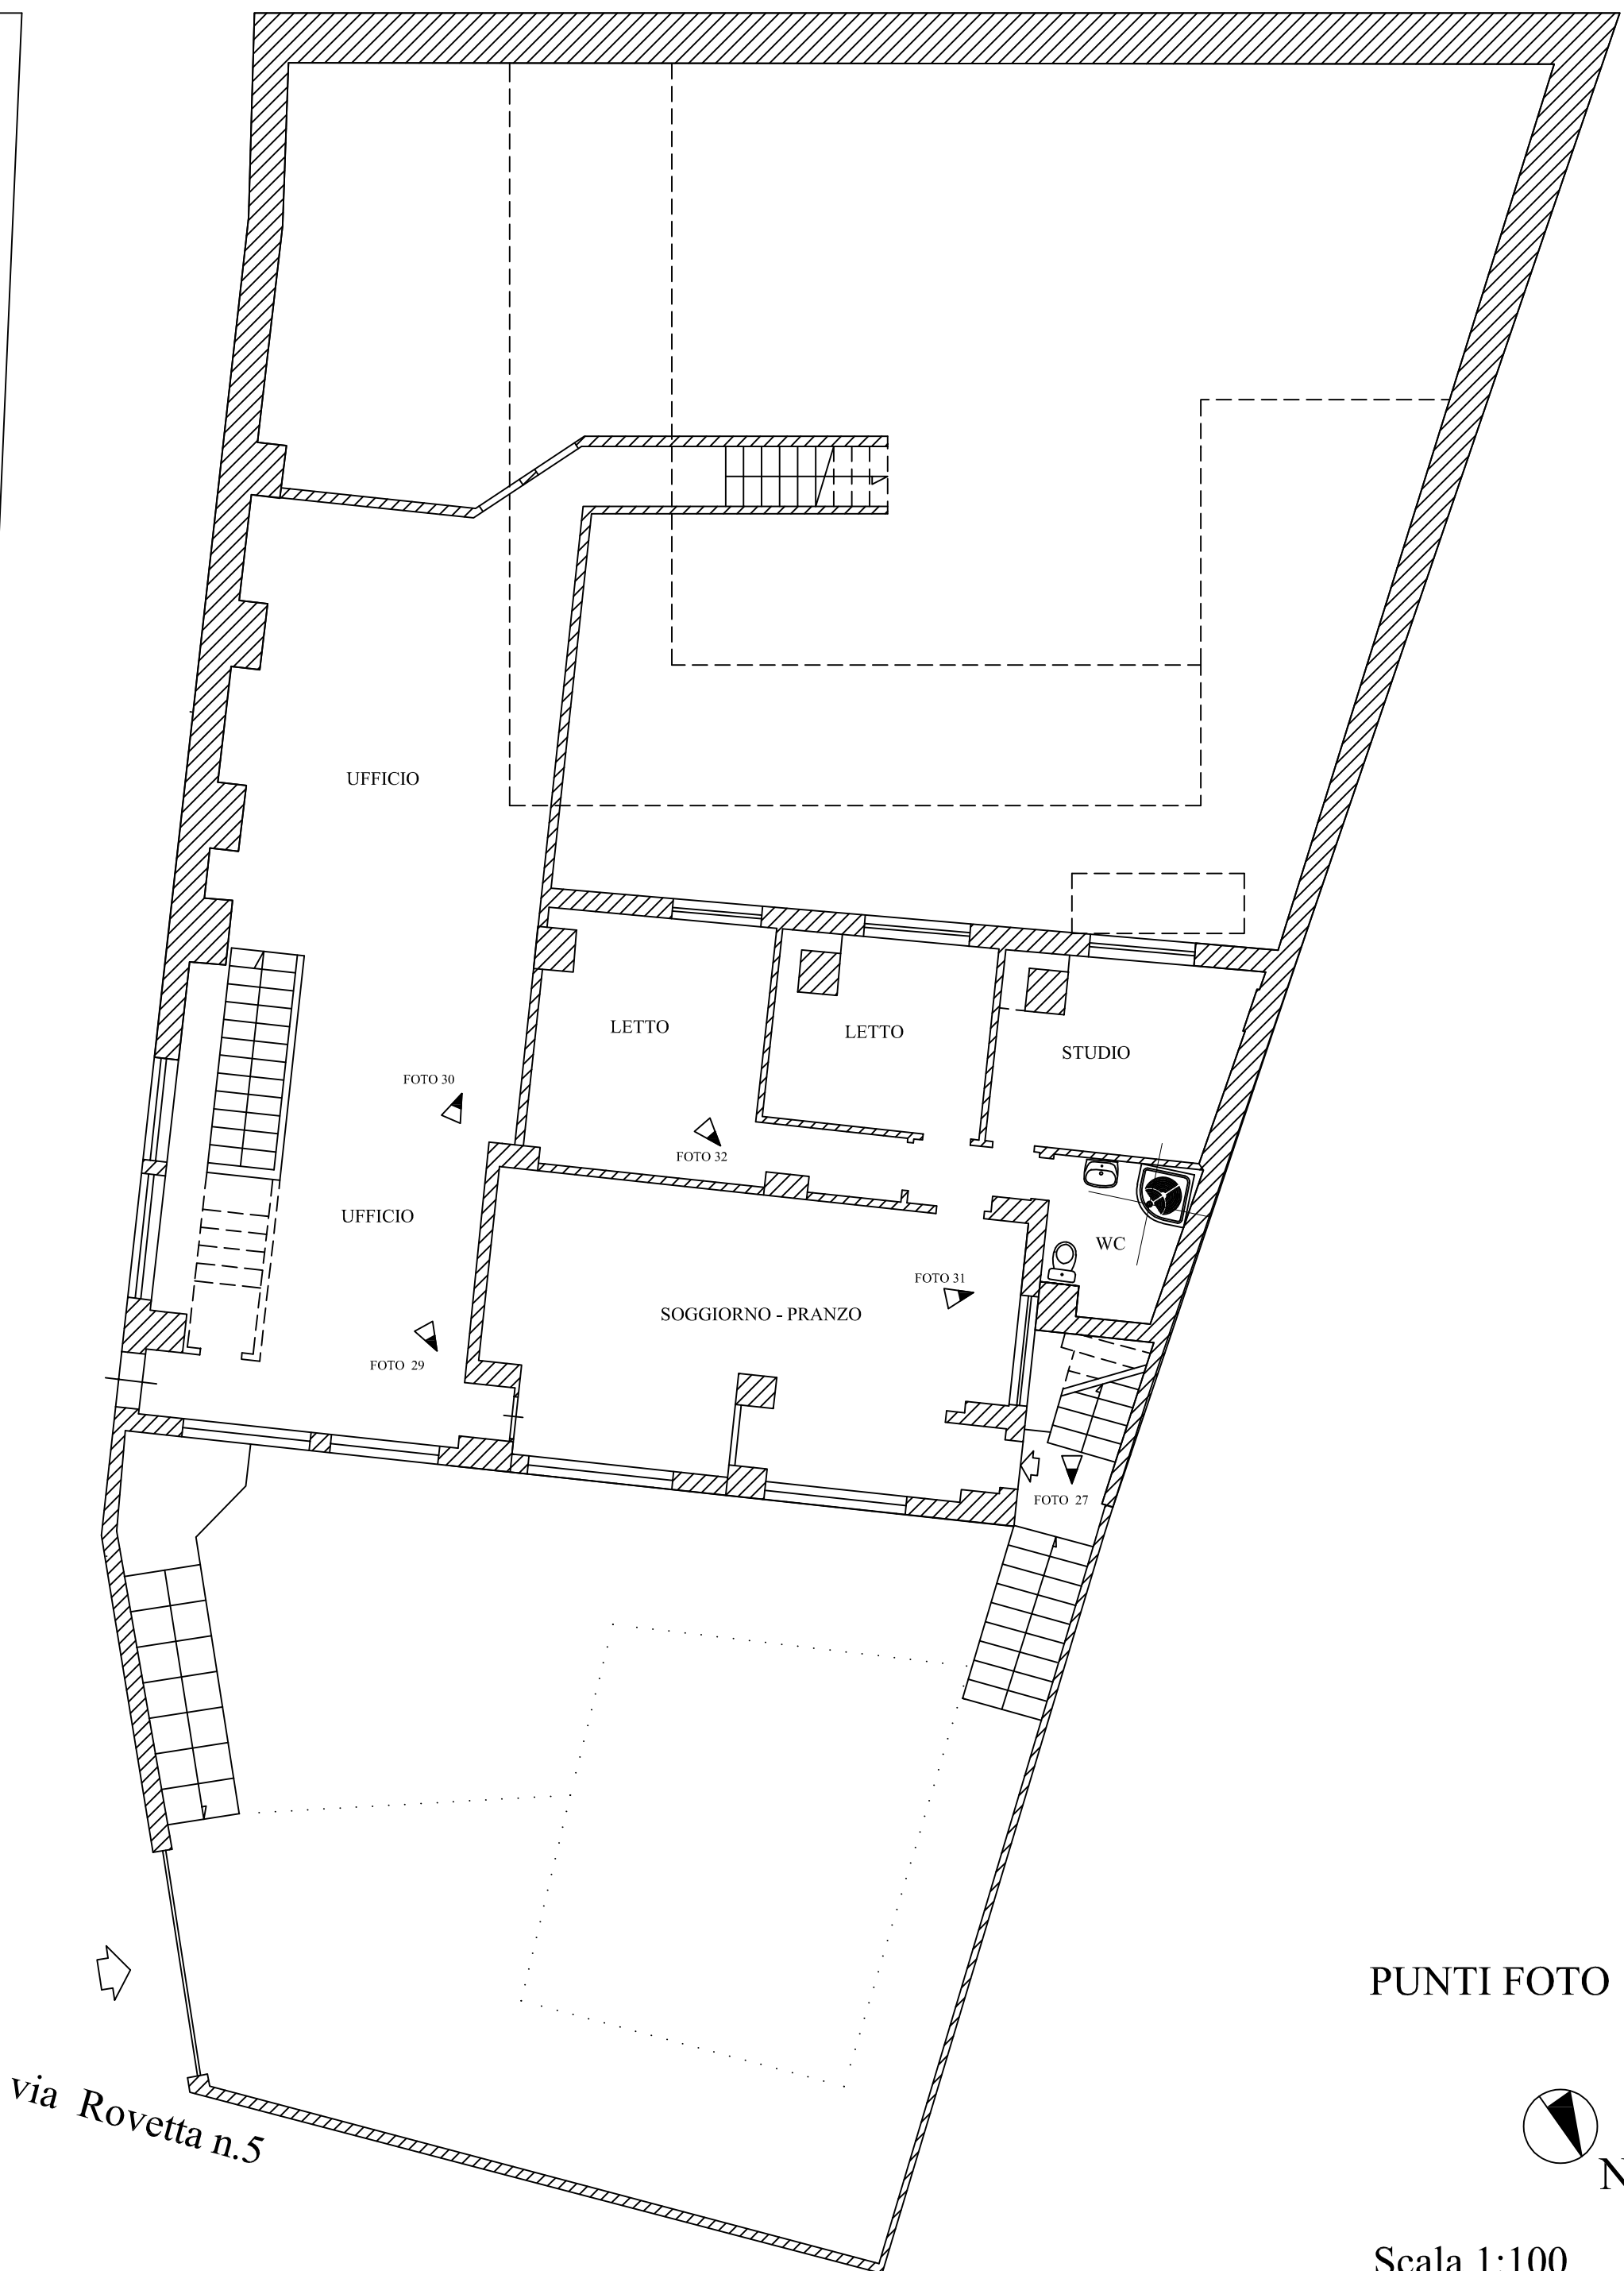 UFFICIO
LETTO
LETTO
STUDIO
FOTO 30
FOTO 32
UFFICIO
WC
FOTO 31
SOGGIORNO - PRANZO
FOTO 29
FOTO 27
PUNTI FOTO
via Rovetta n.5
N
Scala 1:100